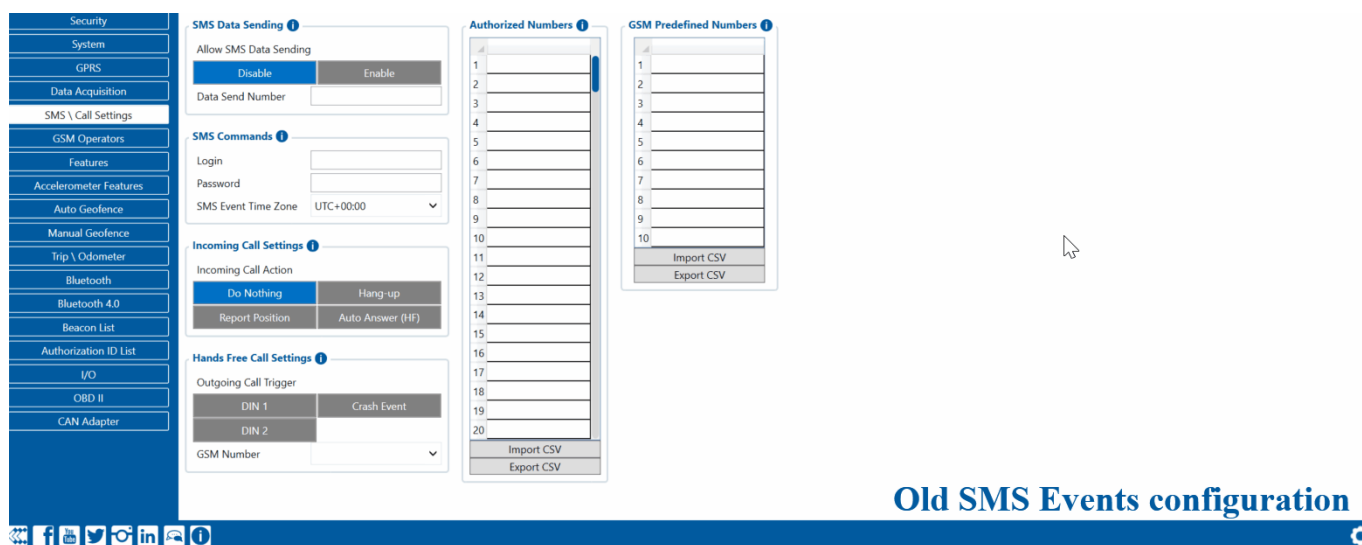 Security
System
GPRS
Data Acquisition
SMS \ Call Settings
GSM Operators
Features
Accelerometer Features
Auto Geofence
Manual Geofence
Trip \ Odometer
Bluetooth
Bluetooth 4.0
Beacon List
Authorization ID List
I/O
OBD II
CAN Adapter
SMS Data Sending
Allow SMS Data Sending
Disable Enable
Data Send Number
SMS Commands
Login
Password
SMS Event Time Zone UTC+00:00
Incoming Call Settings
Incoming Call Action
Do Nothing Hang-up
Report Position Auto Answer (HF)
Hands Free Call Settings
Outgoing Call Trigger
DIN 1 Crash Event
DIN 2
GSM Number
Authorized Numbers
1
2
3
4
5
6
7
8
9
10
11
12
13
14
15
16
17
18
19
20
Import CSV
Export CSV
GSM Predefined Numbers
1
2
3
4
5
6
7
8
9
10
Import CSV
Export CSV
Old SMS Events configuration
You
Tube
in